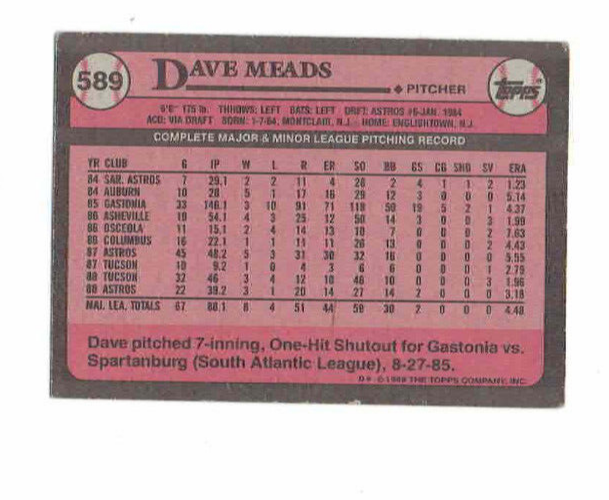 589
DAVE MEADS
PITCHER
TOPPS
6'0" 175 lb. THROWS: LEFT BATS: LEFT DRFT: ASTROS #6-JAN. 1984
ACQ: VIA DRAFT BORN: 1-7-64, MONTCLAIR, N.J. HOME: ENGLISHTOWN, N.J.
COMPLETE MAJOR & MINOR LEAGUE PITCHING RECORD
YR CLUB G IP W L R ER SO BB GS CG SHO SV ERA
84 SAR. ASTROS 7 29.1 2 2 11 4 28 2 4 1 1 2 1.23
84 AUBURN 10 28 5 1 17 16 29 12 3 0 0 0 5.14
85 GASTONIA 33 146.1 3 10 91 71 118 50 19 5 2 1 4.37
86 ASHEVILLE 19 54.1 4 3 25 12 50 14 3 0 0 3 1.99
86 OSCEOLA 11 15.1 2 4 14 13 10 7 0 0 0 2 7.63
86 COLUMBUS 16 22.1 1 1 11 11 26 13 0 0 0 2 4.43
87 ASTROS 45 48.2 5 3 31 30 32 16 0 0 0 0 5.55
87 TUCSON 10 9.2 1 0 4 3 6 6 0 0 0 1 2.79
88 TUCSON 32 46 3 4 12 10 46 10 0 0 0 3 1.96
88 ASTROS 22 39.2 3 1 20 14 27 14 2 0 0 0 3.18
NAT. LEA. TOTALS 67 88.1 8 4 51 44 59 30 2 0 0 0 4.48
Dave pitched 7-inning, One-Hit Shutout for Gastonia vs.
Spartanburg (South Atlantic League), 8-27-85.
D* © 1989 THE TOPPS COMPANY, INC.